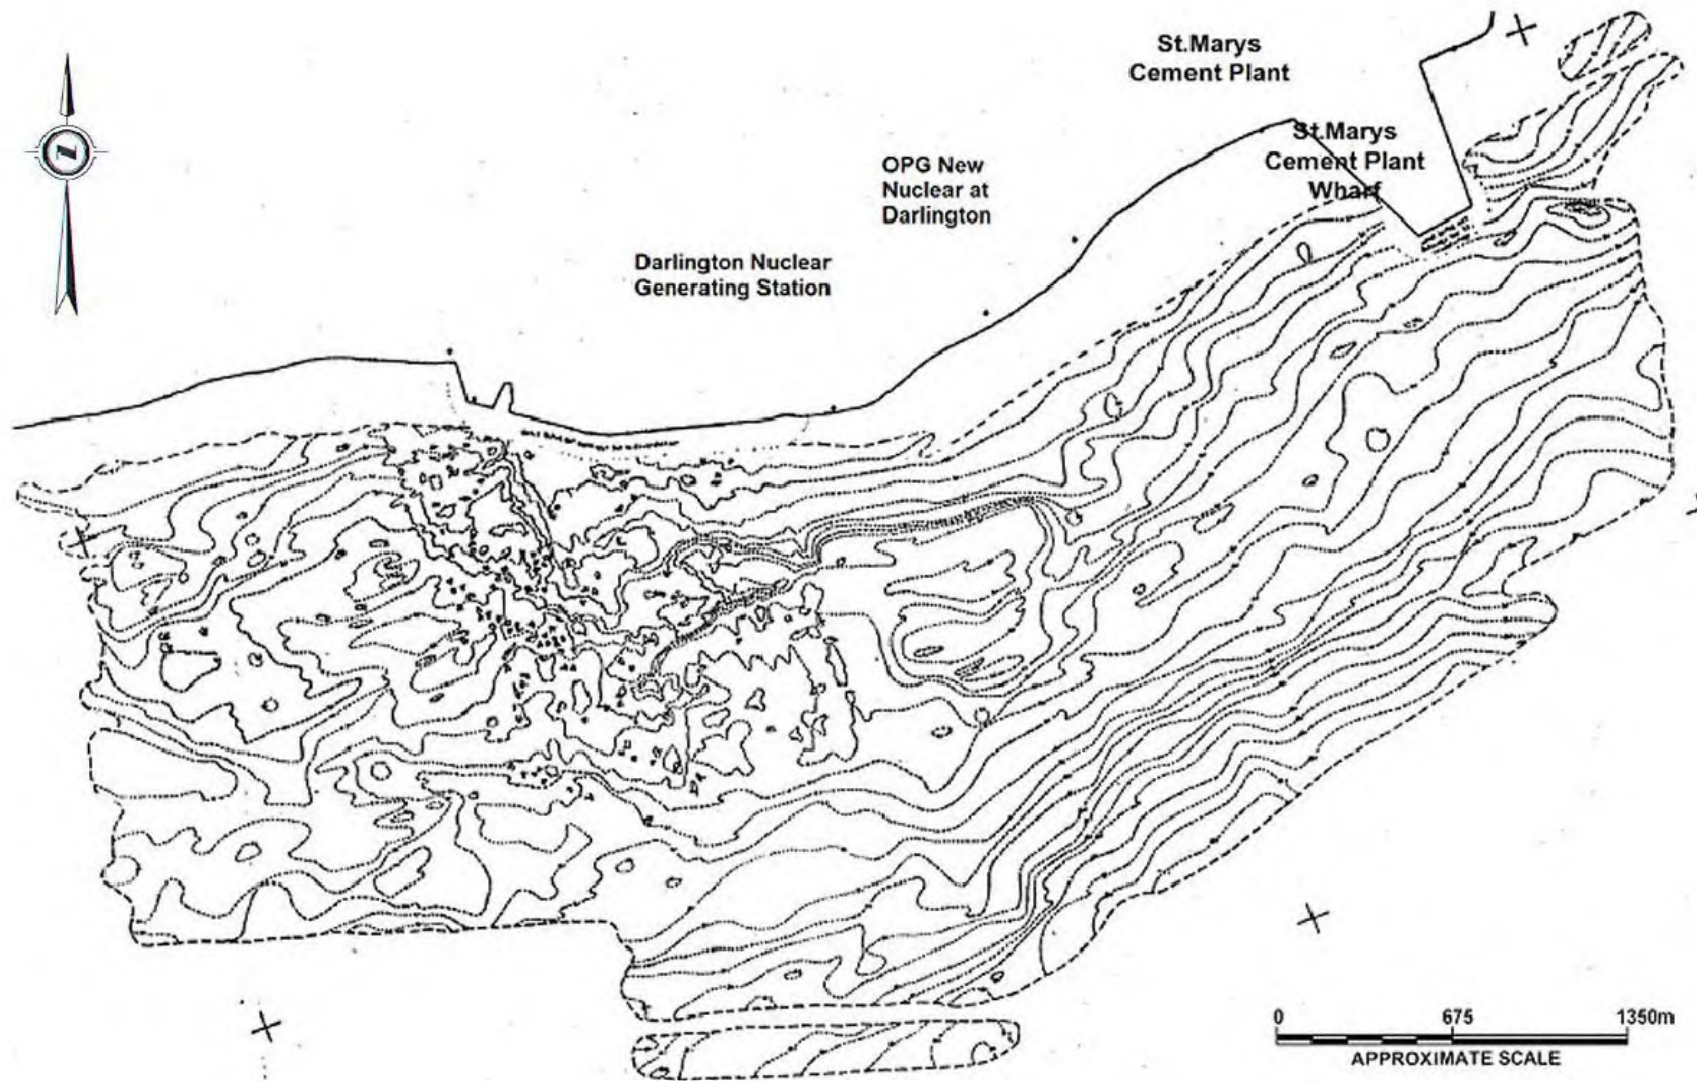 St.Marys
Cement Plant
St.Marys
Cement Plant
Wharf
OPG New
Nuclear at
Darlington
Darlington Nuclear
Generating Station
N
0 675 1350m
APPROXIMATE SCALE